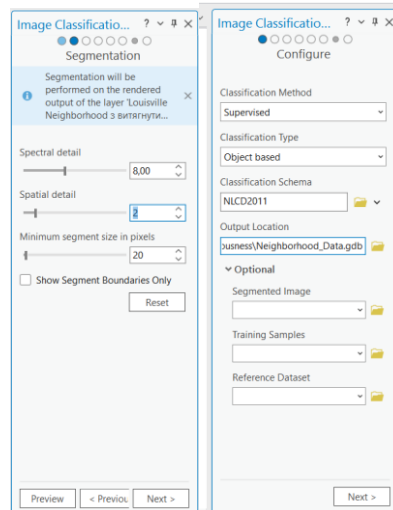 Image Classificatio...
Segmentation
Segmentation will be
performed on the rendered
output of the layer 'Louisville
Neighborhood з витягнути...
Spectral detail
8,00
Spatial detail
2
Minimum segment size in pixels
20
Show Segment Boundaries Only
Reset
Preview
< Previou
Next >
Image Classificatio...
Configure
Classification Method
Supervised
Classification Type
Object based
Classification Schema
NLCD2011
Output Location
ousness\Neighborhood_Data.gdb
Optional
Segmented Image
Training Samples
Reference Dataset
Next >